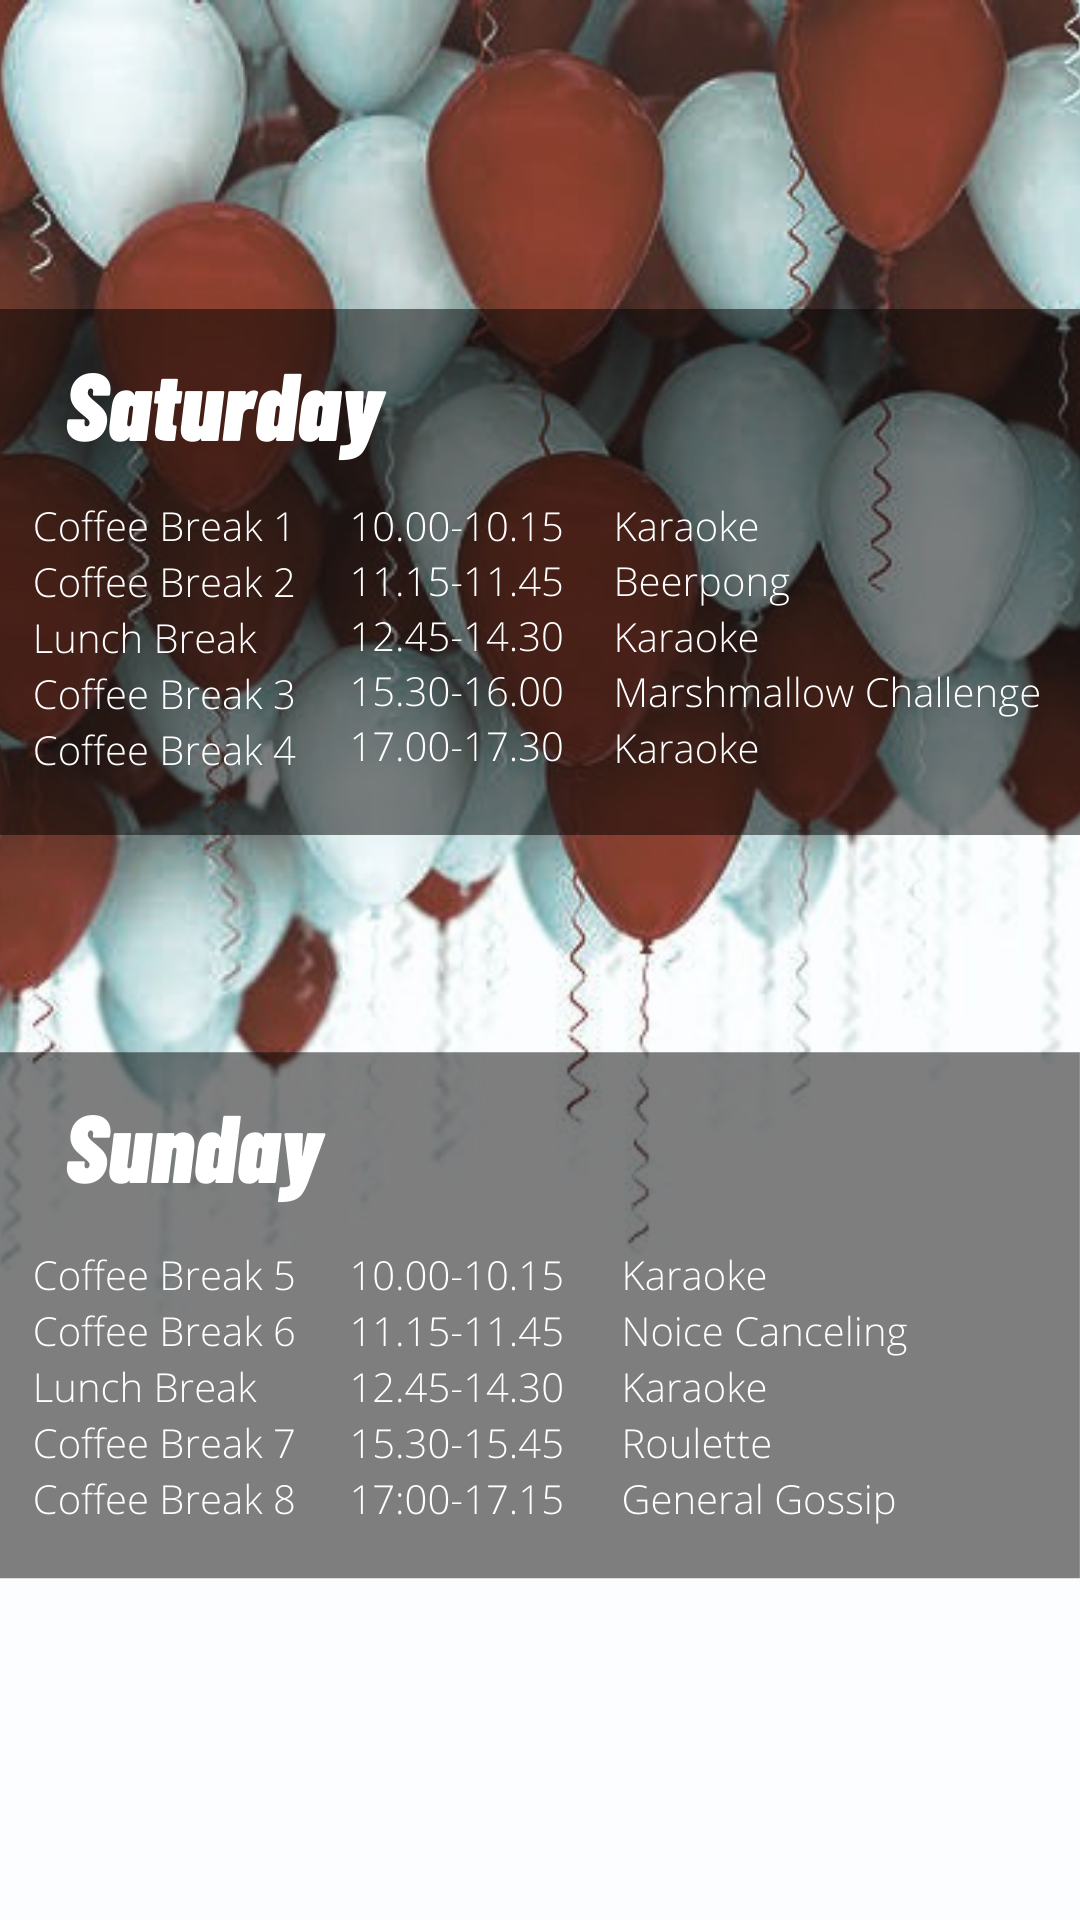 Saturday
Coffee Break 1 10.00-10.15 Karaoke
Coffee Break 2 11.15-11.45 Beerpong
Lunch Break 12.45-14.30 Karaoke
Coffee Break 3 15.30-16.00 Marshmallow Challenge
Coffee Break 4 17.00-17.30 Karaoke
Sunday
Coffee Break 5 10.00-10.15 Karaoke
Coffee Break 6 11.15-11.45 Noice Canceling
Lunch Break 12.45-14.30 Karaoke
Coffee Break 7 15.30-15.45 Roulette
Coffee Break 8 17:00-17.15 General Gossip